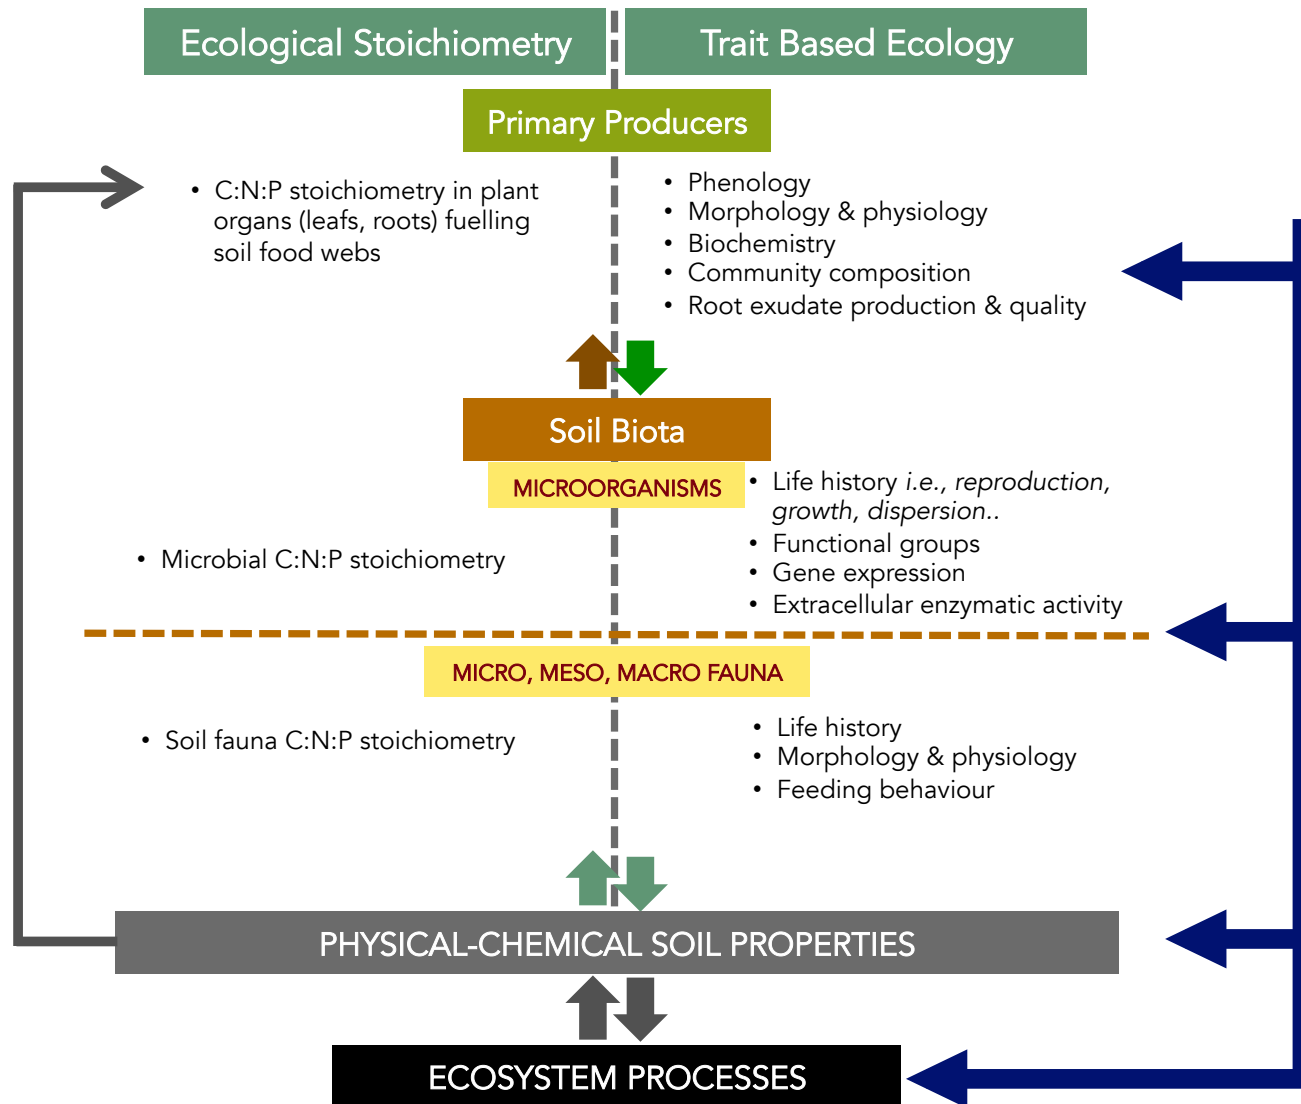 Ecological Stoichiometry
Trait Based Ecology
Primary Producers
• C:N:P stoichiometry in plant
organs (leafs, roots) fuelling
soil food webs
• Phenology
• Morphology & physiology
• Biochemistry
• Community composition
• Root exudate production & quality
Soil Biota
MICROORGANISMS
• Microbial C:N:P stoichiometry
• Life history i.e., reproduction,
growth, dispersion..
• Functional groups
• Gene expression
• Extracellular enzymatic activity
MICRO, MESO, MACRO FAUNA
• Soil fauna C:N:P stoichiometry
• Life history
• Morphology & physiology
• Feeding behaviour
PHYSICAL-CHEMICAL SOIL PROPERTIES
ECOSYSTEM PROCESSES